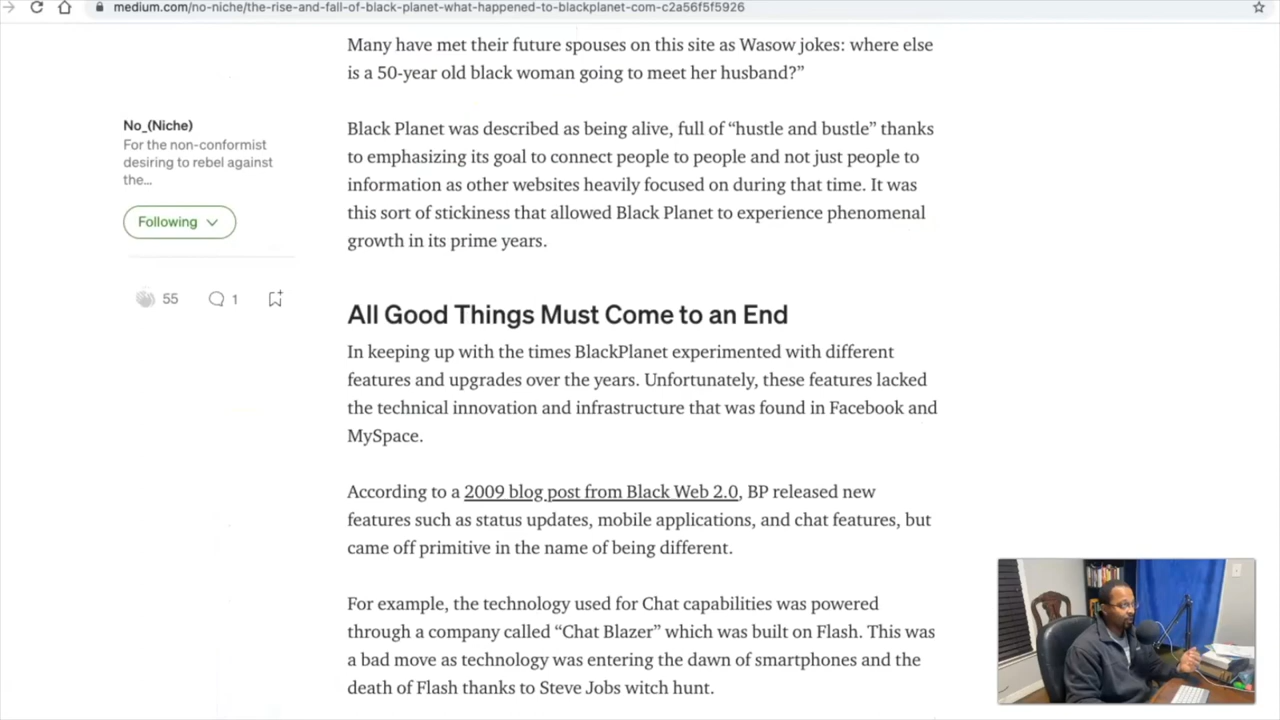 medium.com/no-niche/the-rise-and-fall-of-black-planet-what-happened-to-blackplanet-com-c2a56f5f5926
Many have met their future spouses on this site as Wasow jokes: where else
is a 50-year old black woman going to meet her husband?”
No_(Niche)
For the non-conformist
desiring to rebel against
the...
Following
55
1
Black Planet was described as being alive, full of “hustle and bustle” thanks
to emphasizing its goal to connect people to people and not just people to
information as other websites heavily focused on during that time. It was
this sort of stickiness that allowed Black Planet to experience phenomenal
growth in its prime years.
All Good Things Must Come to an End
In keeping up with the times BlackPlanet experimented with different
features and upgrades over the years. Unfortunately, these features lacked
the technical innovation and infrastructure that was found in Facebook and
MySpace.
According to a 2009 blog post from Black Web 2.0, BP released new
features such as status updates, mobile applications, and chat features, but
came off primitive in the name of being different.
For example, the technology used for Chat capabilities was powered
through a company called “Chat Blazer” which was built on Flash. This was
a bad move as technology was entering the dawn of smartphones and the
death of Flash thanks to Steve Jobs witch hunt.